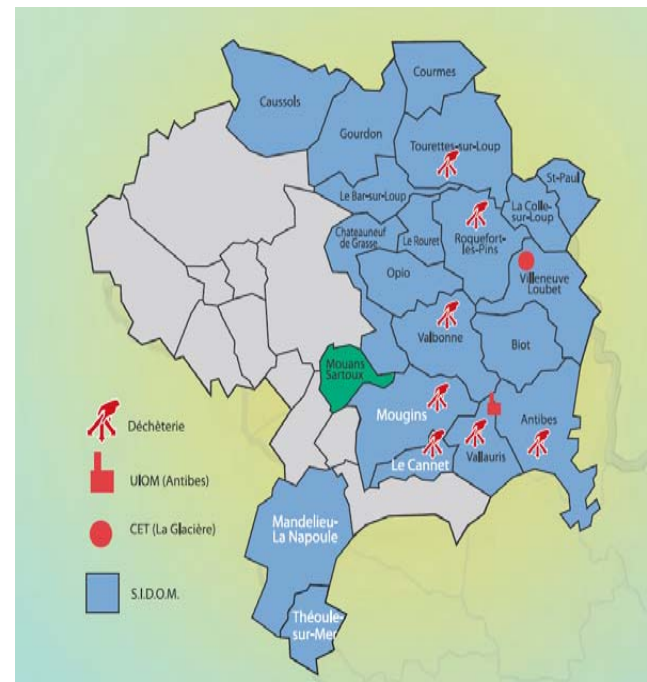 Courmes
Caussols
Gourdon
Tourettes-sur-Loup
St-Paul
Le Bar-sur-Loup
La Colle-
sur-Loup
Chateauneuf
de Grasse
Le Rouret
Roquefort-
les-Pins
Opio
Villeneuve
Loubet
Valbonne
Biot
Mouans
Sartoux
Mougins
Antibes
Déchèterie
Le Cannet
Vallauris
UIOM (Antibes)
CET (La Glacière)
Mandelieu-
La Napoule
S.I.D.O.M.
Théoule-
sur-Mer